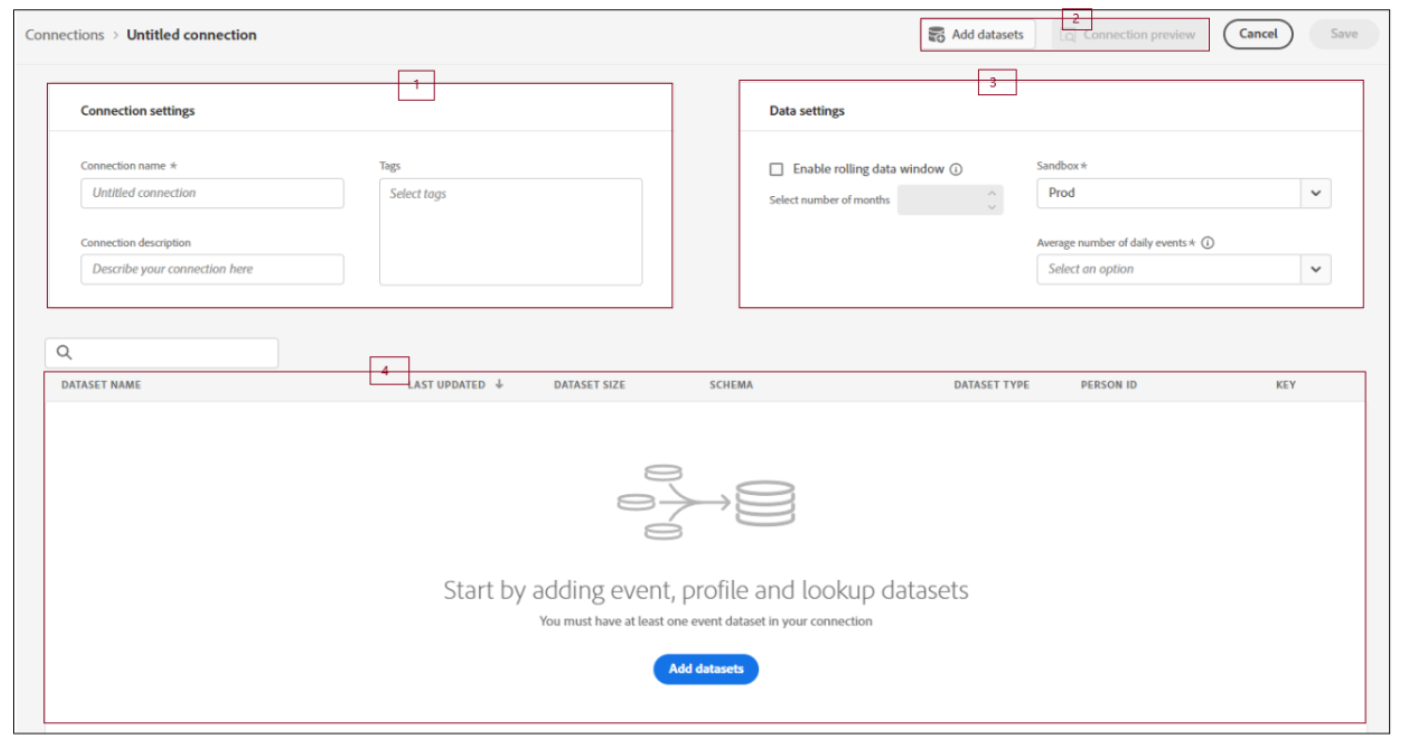 Connections > Untitled connection
Add datasets
2
Connection preview
Cancel
Save
1
Connection settings
Connection name *
Untitled connection
Tags
Select tags
Connection description
Describe your connection here
3
Data settings
Enable rolling data window
Select number of months
Sandbox *
Prod
Average number of daily events *
Select an option
4
DATASET NAME LAST UPDATED ↓ DATASET SIZE SCHEMA DATASET TYPE PERSON ID KEY
Start by adding event, profile and lookup datasets
You must have at least one event dataset in your connection
Add datasets